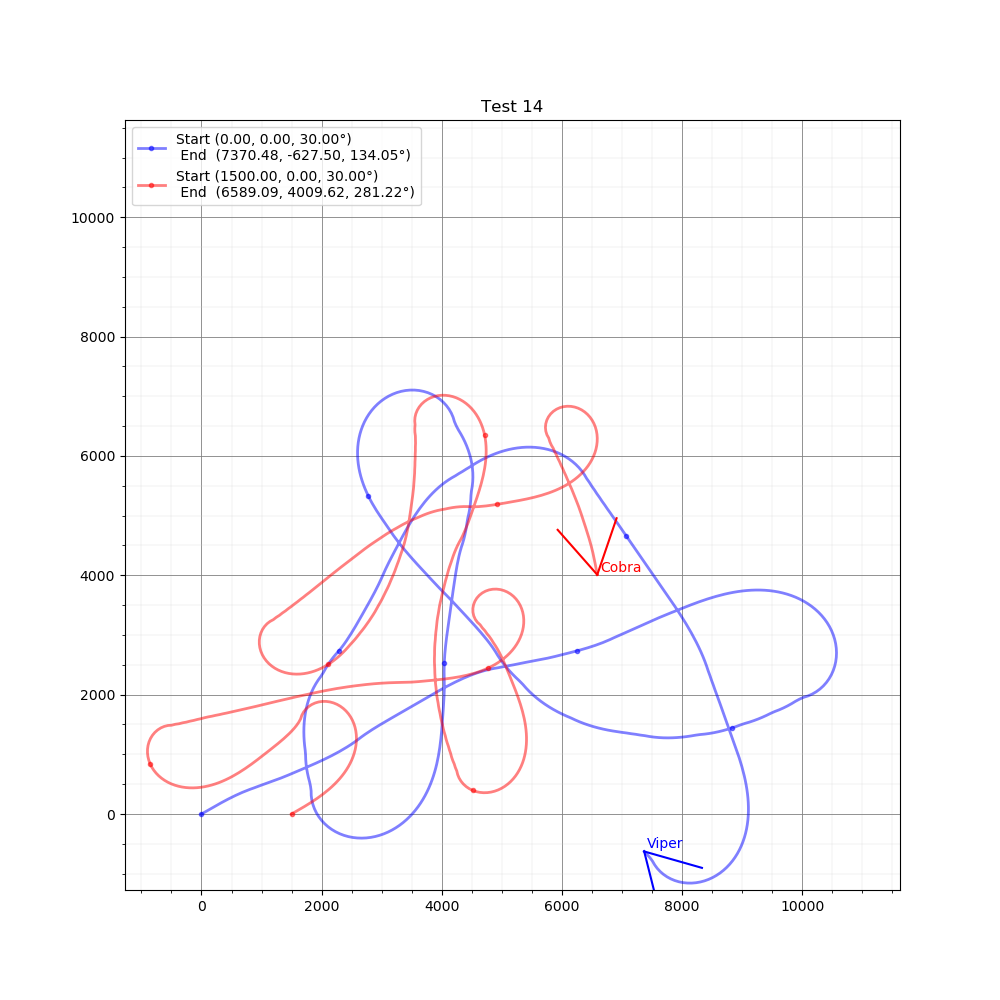 Test 14
Start (0.00, 0.00, 30.00°)
End (7370.48, -627.50, 134.05°)
Start (1500.00, 0.00, 30.00°)
End (6589.09, 4009.62, 281.22°)
10000
8000
6000
4000
2000
0
Cobra
Viper
0 2000 4000 6000 8000 10000